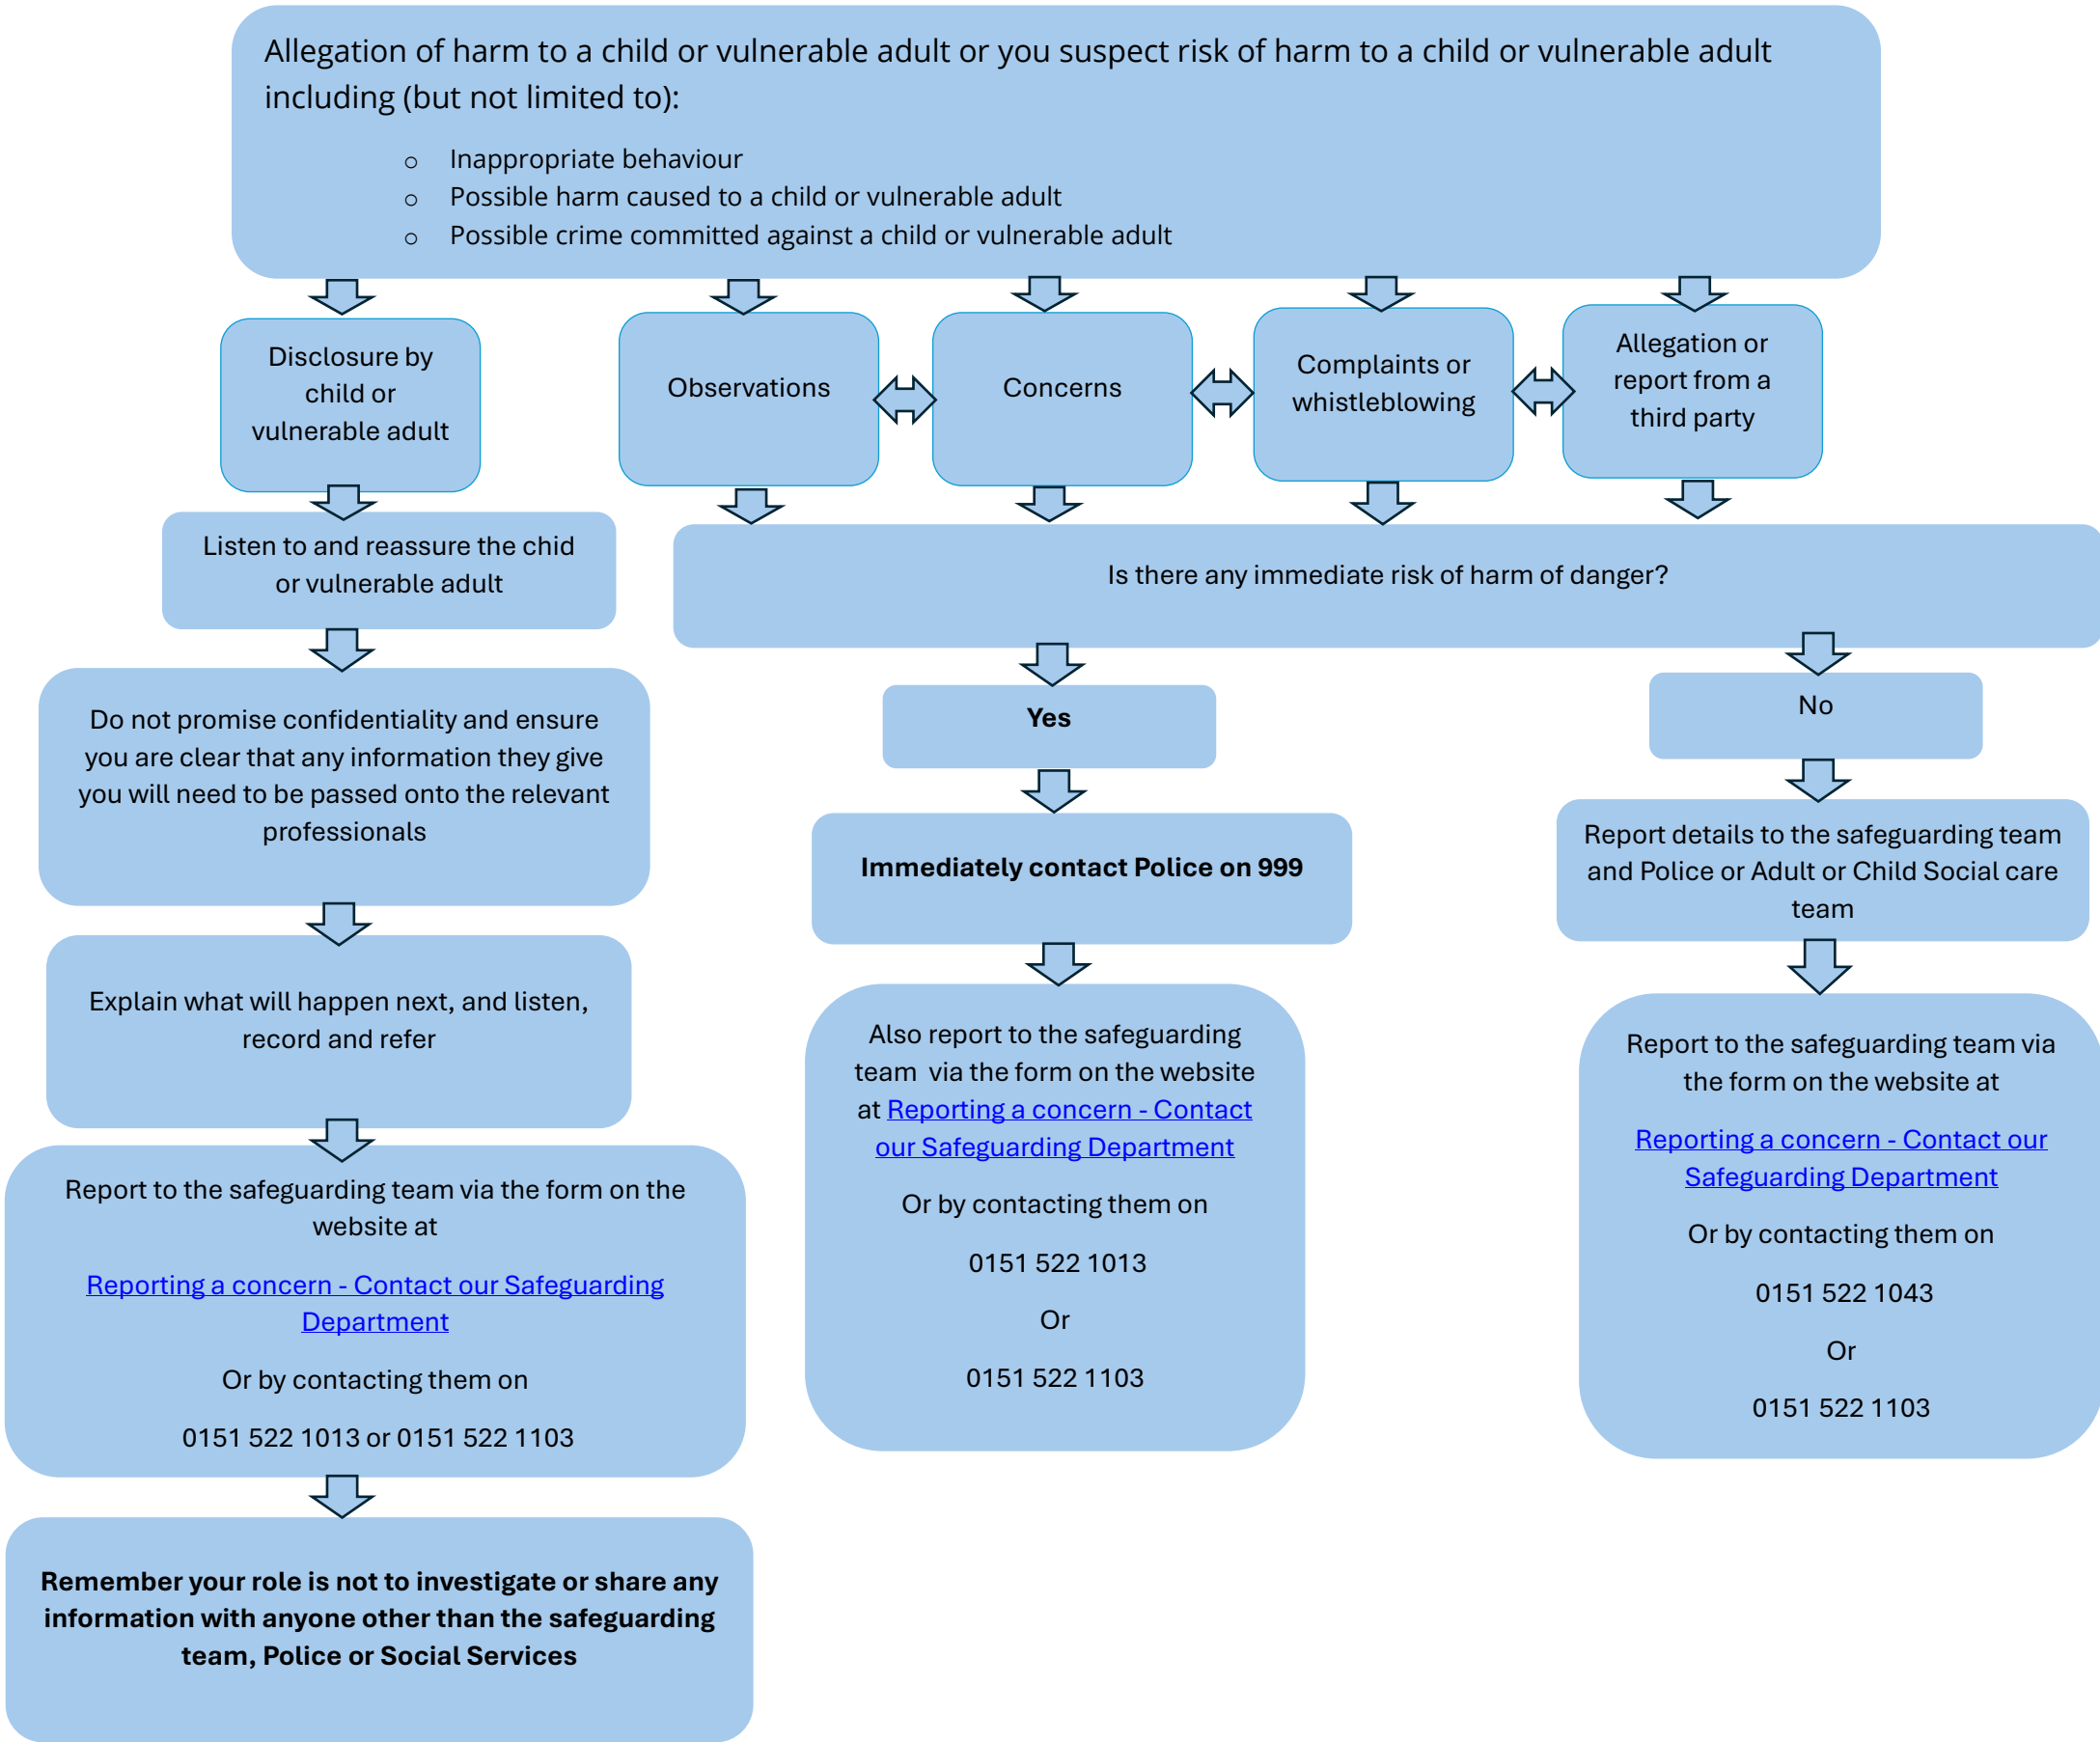 Allegation of harm to a child or vulnerable adult or you suspect risk of harm to a child or vulnerable adult
including (but not limited to):
o Inappropriate behaviour
o Possible harm caused to a child or vulnerable adult
o Possible crime committed against a child or vulnerable adult
Disclosure by
child or
vulnerable adult
Observations
Concerns
Complaints or
whistleblowing
Allegation or
report from a
third party
Listen to and reassure the chid
or vulnerable adult
Do not promise confidentiality and ensure
you are clear that any information they give
you will need to be passed onto the relevant
professionals
Explain what will happen next, and listen,
record and refer
Report to the safeguarding team via the form on the
website at
Reporting a concern - Contact our Safeguarding
Department
Or by contacting them on
0151 522 1013 or 0151 522 1103
Remember your role is not to investigate or share any
information with anyone other than the safeguarding
team, Police or Social Services
Is there any immediate risk of harm of danger?
Yes
Immediately contact Police on 999
Also report to the safeguarding
team via the form on the website
at Reporting a concern - Contact
our Safeguarding Department
Or by contacting them on
0151 522 1013
Or
0151 522 1103
No
Report details to the safeguarding team
and Police or Adult or Child Social care
team
Report to the safeguarding team via
the form on the website at
Reporting a concern - Contact our
Safeguarding Department
Or by contacting them on
0151 522 1043
Or
0151 522 1103